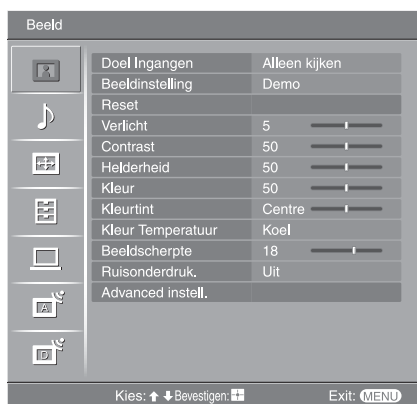 Beeld
Doel Ingangen Alleen kijken
Beeldinstelling Demo
Reset
Verlicht 5
Contrast 50
Helderheid 50
Kleur 50
Kleurtint Centre
Kleur Temperatuur Koel
Beeldscherpte 18
Ruisonderdruk. Uit
Advanced instell.
A
D
Kies: Bevestigen: Exit: MENU